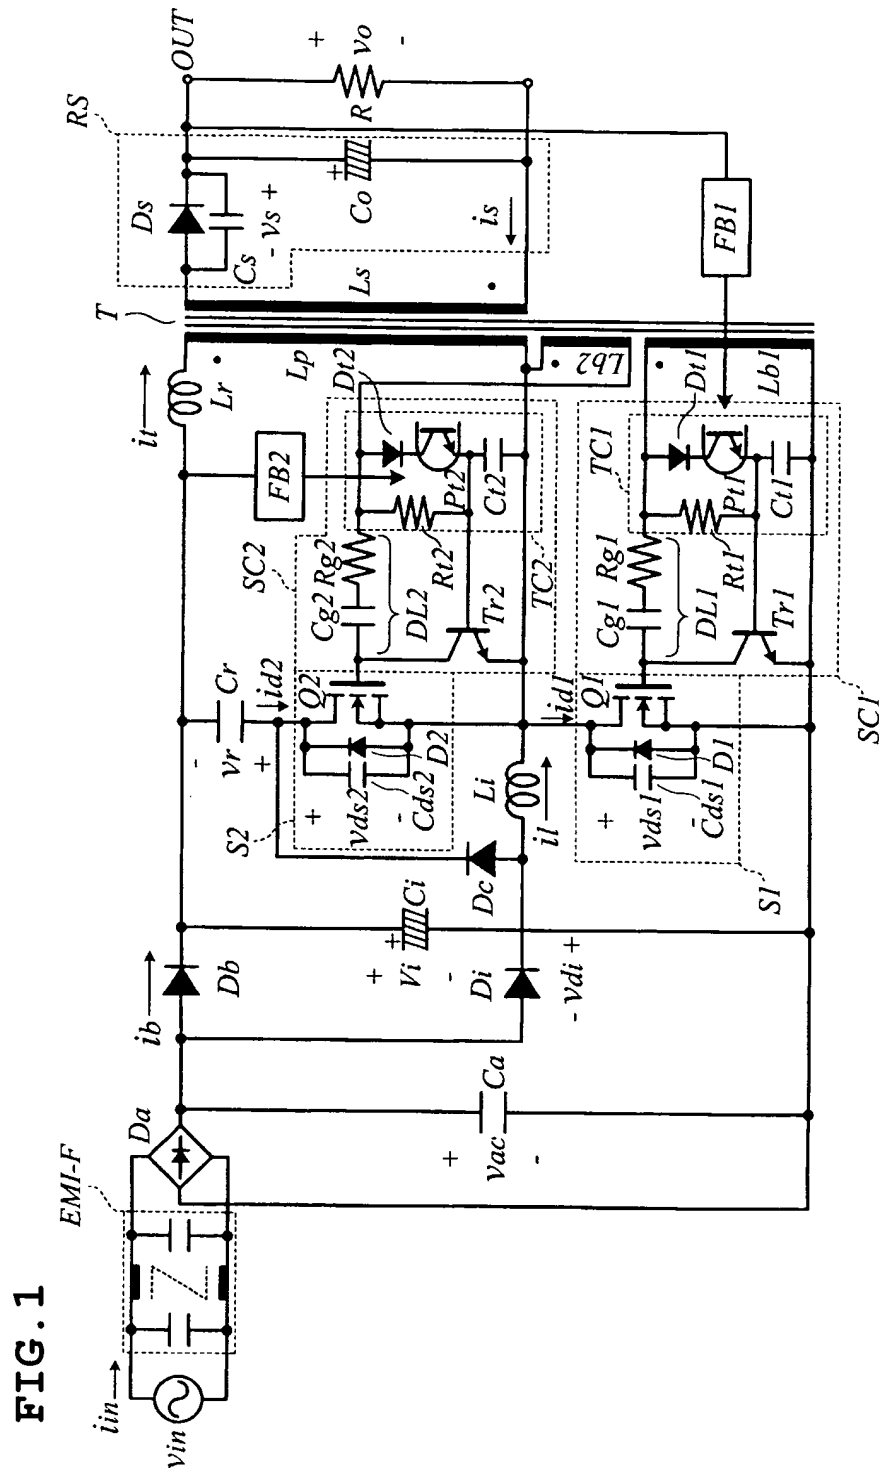 FIG.1
vin
iin
EMI-F
Da
+
vac
-
Ca
ib
Db
+
Vi
-
+
Ci
Di
- vdi +
Dc
Li
il
-
vr
+
Cr
id2
S2
+
vds2
-
Cds2
D2
Q2
SC2
Cg2
Rg2
DL2
Tr2
FB2
Rt2
Pt2
Ct2
TC2
Dt2
Lp
it
Lr
T
Lb2
id1
S1
+
vds1
-
Cds1
D1
Q1
SC1
Cg1
Rg1
DL1
Tr1
TC1
Rt1
Pt1
Ct1
Dt1
Lb1
FB1
Ls
RS
Ds
Cs
- vs +
+
Co
is
R
+
vo
-
OUT